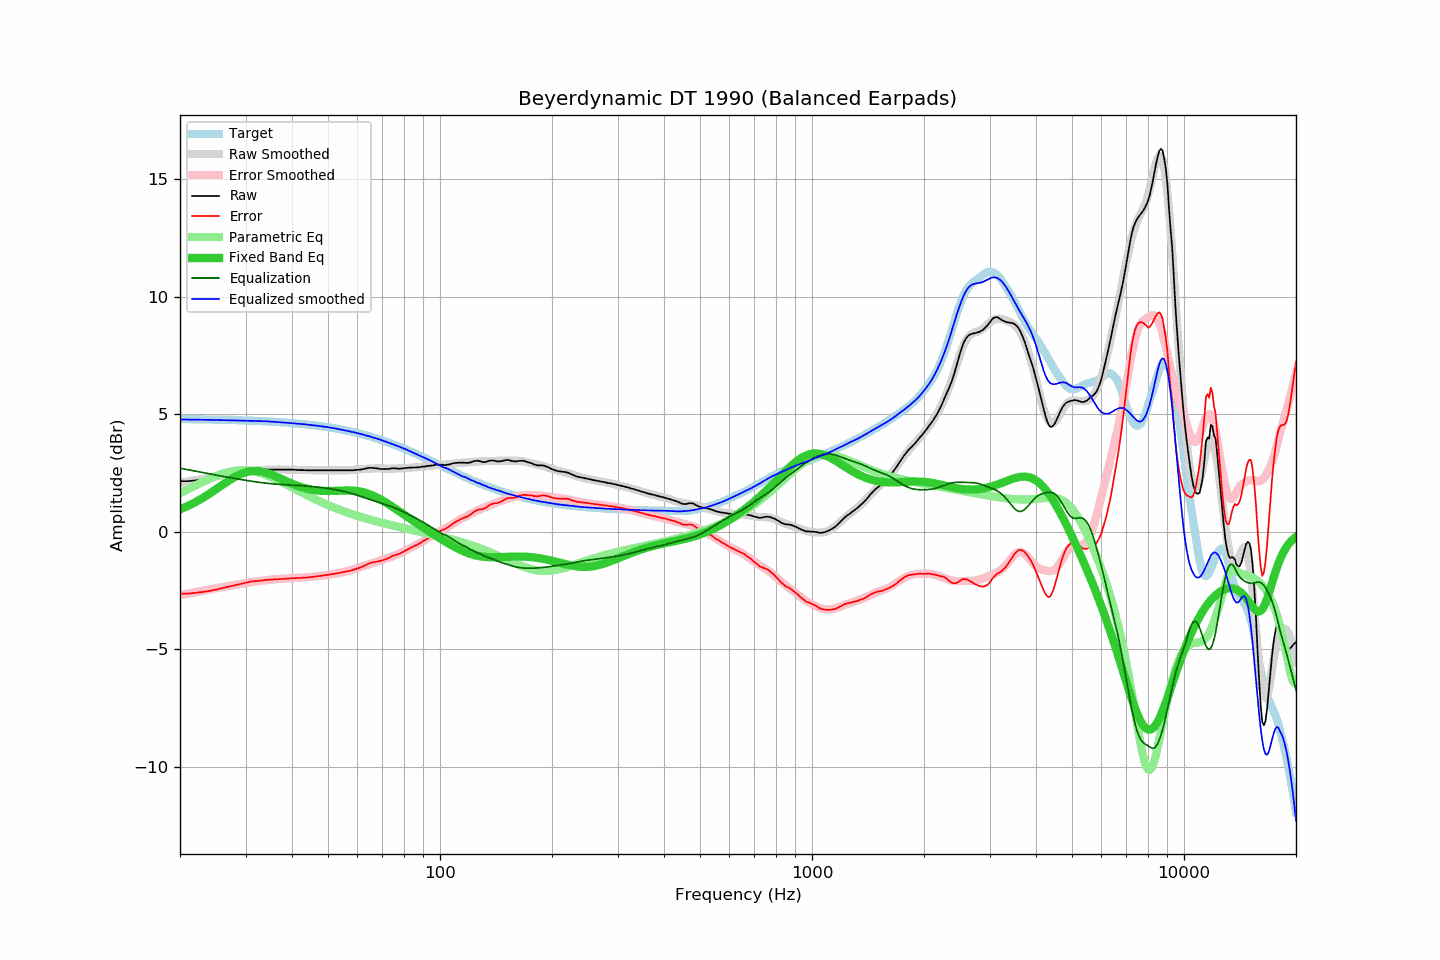 Beyerdynamic DT 1990 (Balanced Earpads)
Target
Raw Smoothed
Error Smoothed
Raw
Error
Parametric Eq
Fixed Band Eq
Equalization
Equalized smoothed
15
10
5
0
−5
−10
Amplitude (dBr)
100 1000 10000
Frequency (Hz)